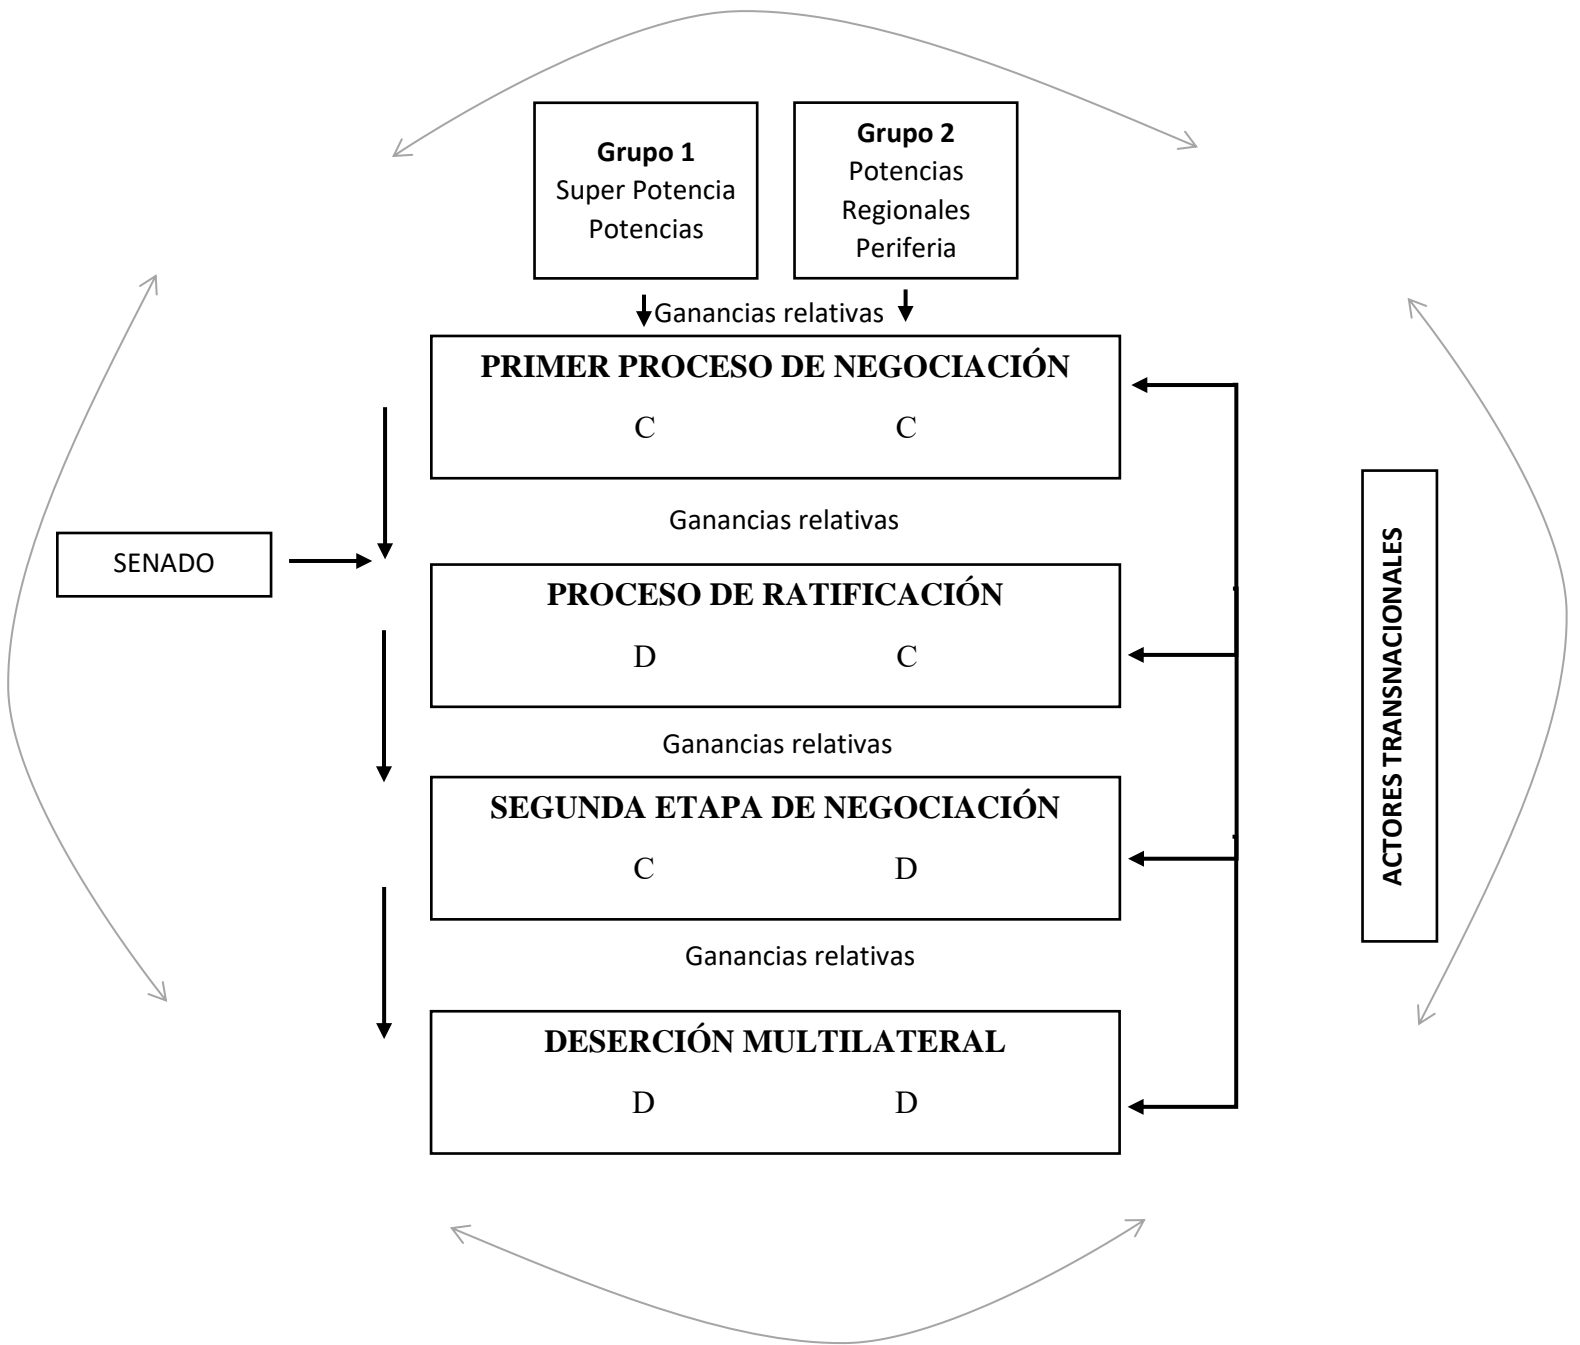 Grupo 1
Super Potencia
Potencias
Grupo 2
Potencias
Regionales
Periferia
Ganancias relativas
PRIMER PROCESO DE NEGOCIACIÓN
C C
Ganancias relativas
SENADO
PROCESO DE RATIFICACIÓN
D C
Ganancias relativas
SEGUNDA ETAPA DE NEGOCIACIÓN
C D
Ganancias relativas
DESERCIÓN MULTILATERAL
D D
ACTORES TRANSNACIONALES